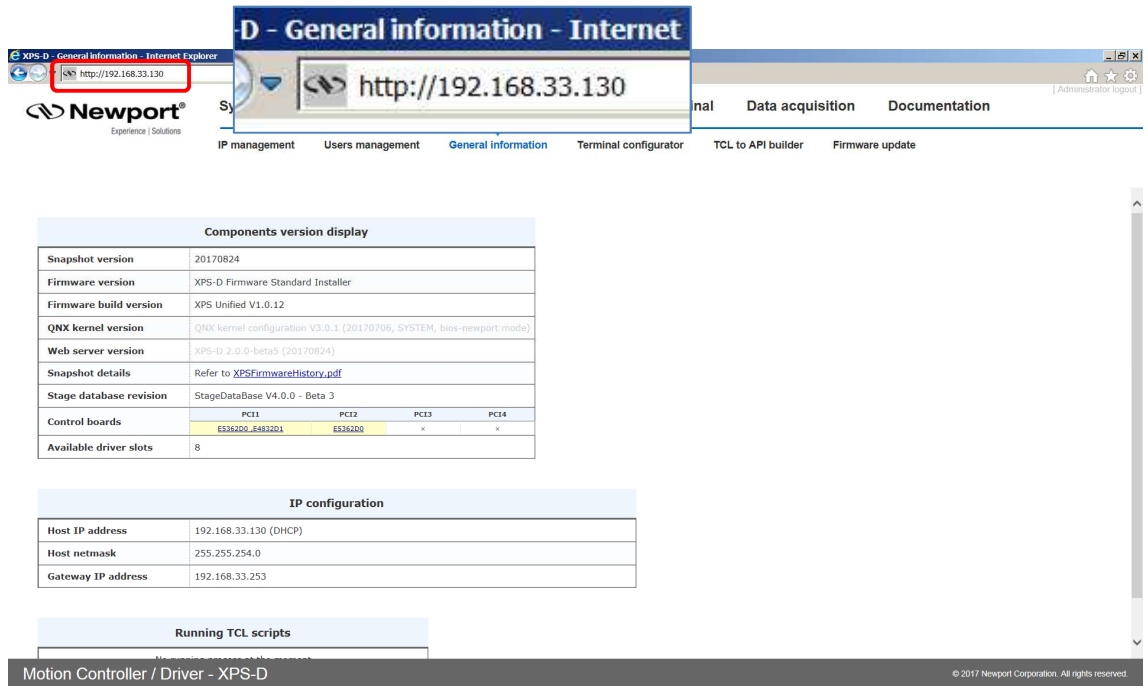 -D - General information - Internet
XPS-D - General information - Internet Explorer
http://192.168.33.130
http://192.168.33.130
[ Administrator logout ]
Newport®
Experience | Solutions
Data acquisition Documentation
IP management Users management General information Terminal configurator TCL to API builder Firmware update
Components version display
Snapshot version 20170824
Firmware version XPS-D Firmware Standard Installer
Firmware build version XPS Unified V1.0.12
QNX kernel version QNX kernel configuration V3.0.1 (20170706, SYSTEM, bios-newport mode)
Web server version XPS-D 2.0.0-beta5 (20170824)
Snapshot details Refer to XPSFirmwareHistory.pdf
Stage database revision StageDataBase V4.0.0 - Beta 3
Control boards PCI1 PCI2 PCI3 PCI4
E5362D0 ,E4832D1 E5362D0 × ×
Available driver slots 8
IP configuration
Host IP address 192.168.33.130 (DHCP)
Host netmask 255.255.254.0
Gateway IP address 192.168.33.253
Running TCL scripts
No running process at the moment
Motion Controller / Driver - XPS-D
© 2017 Newport Corporation. All rights reserved.